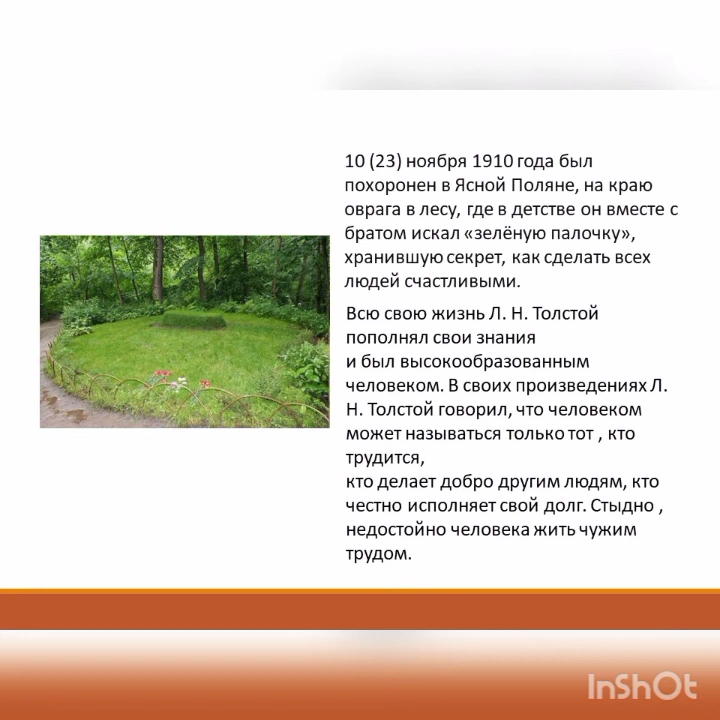 10 (23) ноября 1910 года был
похоронен в Ясной Поляне, на краю
оврага в лесу, где в детстве он вместе с
братом искал «зелёную палочку»,
хранившую секрет, как сделать всех
людей счастливыми.
Всю свою жизнь Л. Н. Толстой
пополнял свои знания
и был высокообразованным
человеком. В своих произведениях Л.
Н. Толстой говорил, что человеком
может называться только тот , кто
трудится,
кто делает добро другим людям, кто
честно исполняет свой долг. Стыдно ,
недостойно человека жить чужим
трудом.
InShOt